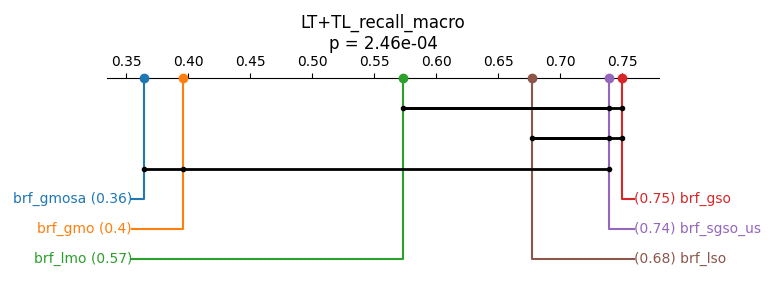 LT+TL_recall_macro
p = 2.46e-04
0.35 0.40 0.45 0.50 0.55 0.60 0.65 0.70 0.75
brf_gmosa (0.36) (0.75) brf_gso
brf_gmo (0.4) (0.74) brf_sgso_us
brf_lmo (0.57) (0.68) brf_lso